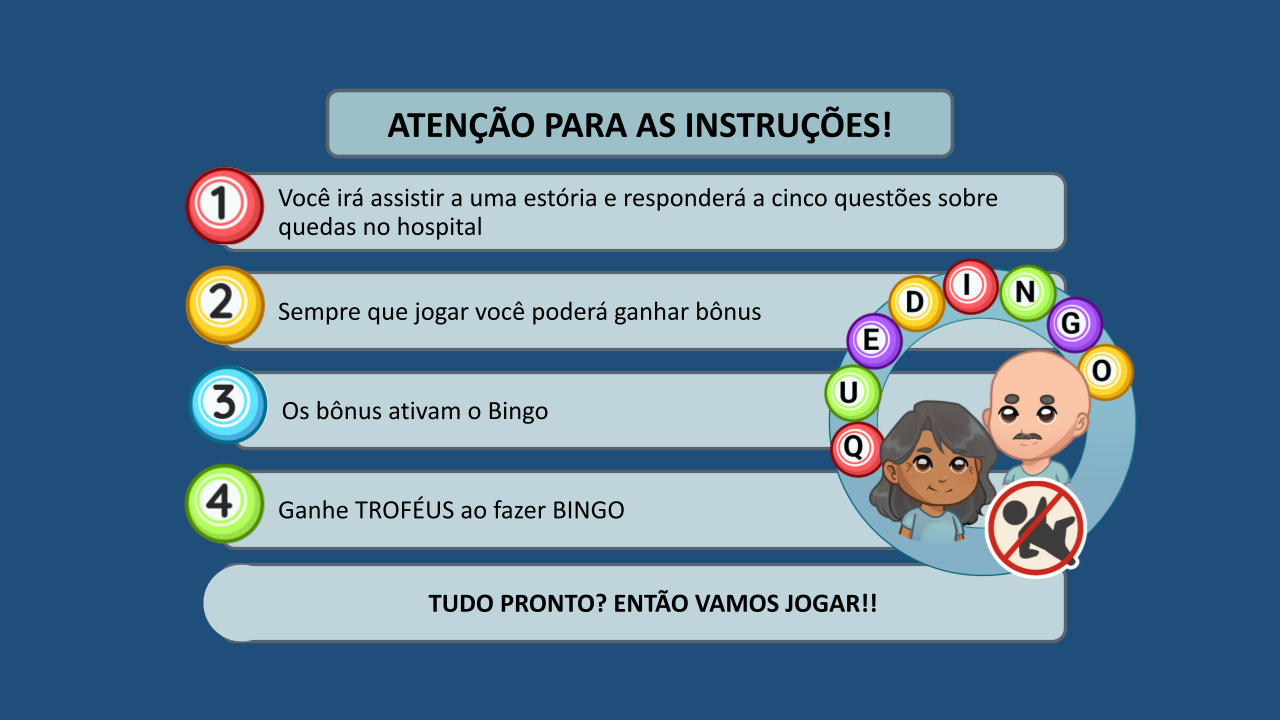 ATENÇÃO PARA AS INSTRUÇÕES!
1
Você irá assistir a uma estória e responderá a cinco questões sobre
quedas no hospital
2
Sempre que jogar você poderá ganhar bônus
3
Os bônus ativam o Bingo
4
Ganhe TROFÉUS ao fazer BINGO
QUEDINGO
TUDO PRONTO? ENTÃO VAMOS JOGAR!!